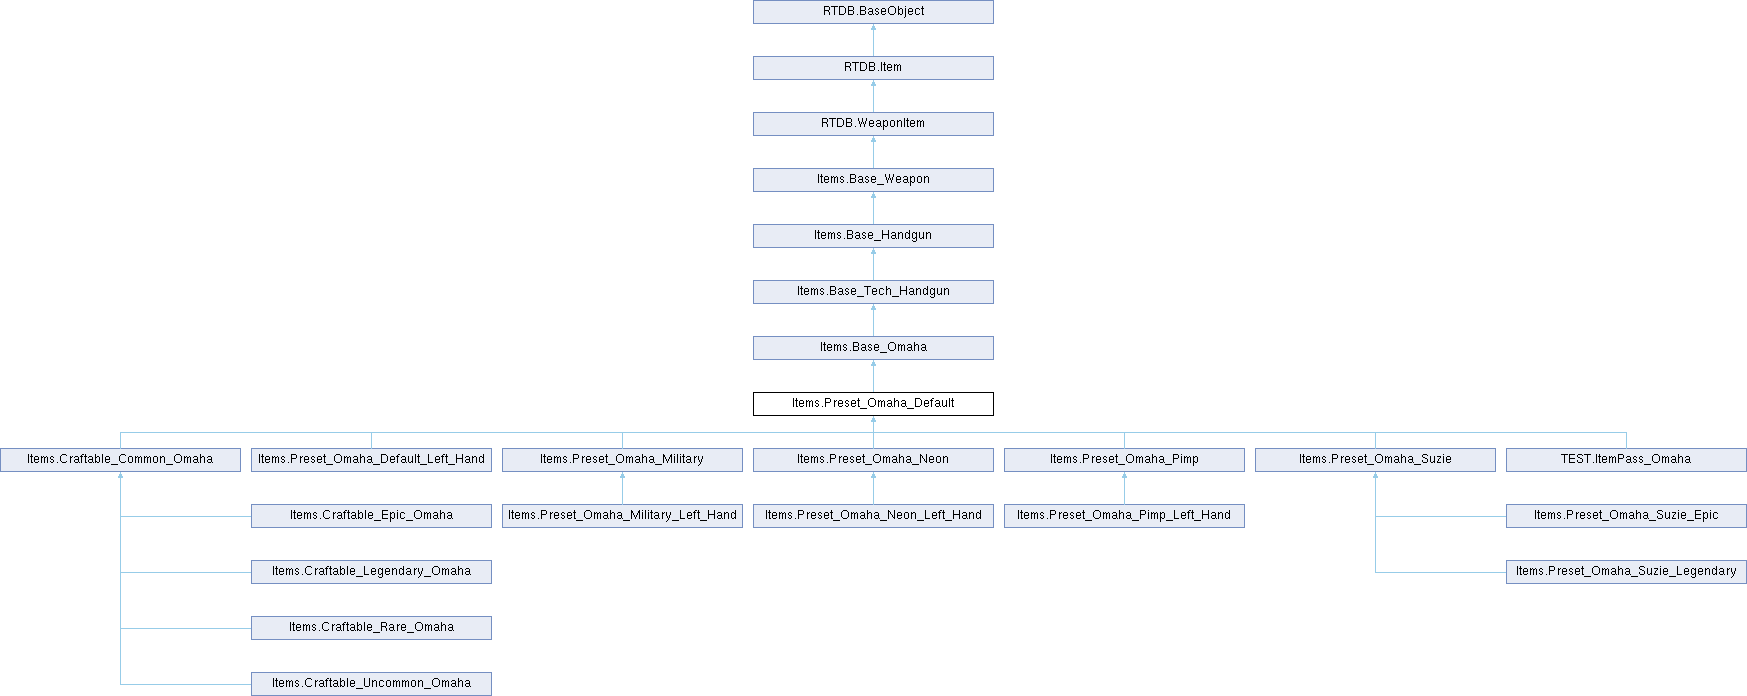 RTDB.BaseObject
RTDB.Item
RTDB.WeaponItem
Items.Base_Weapon
Items.Base_Handgun
Items.Base_Tech_Handgun
Items.Base_Omaha
Items.Preset_Omaha_Default
Items.Craftable_Common_Omaha
Items.Preset_Omaha_Default_Left_Hand
Items.Preset_Omaha_Military
Items.Preset_Omaha_Neon
Items.Preset_Omaha_Pimp
Items.Preset_Omaha_Suzie
TEST.ItemPass_Omaha
Items.Craftable_Epic_Omaha
Items.Preset_Omaha_Military_Left_Hand
Items.Preset_Omaha_Neon_Left_Hand
Items.Preset_Omaha_Pimp_Left_Hand
Items.Preset_Omaha_Suzie_Epic
Items.Craftable_Legendary_Omaha
Items.Preset_Omaha_Suzie_Legendary
Items.Craftable_Rare_Omaha
Items.Craftable_Uncommon_Omaha